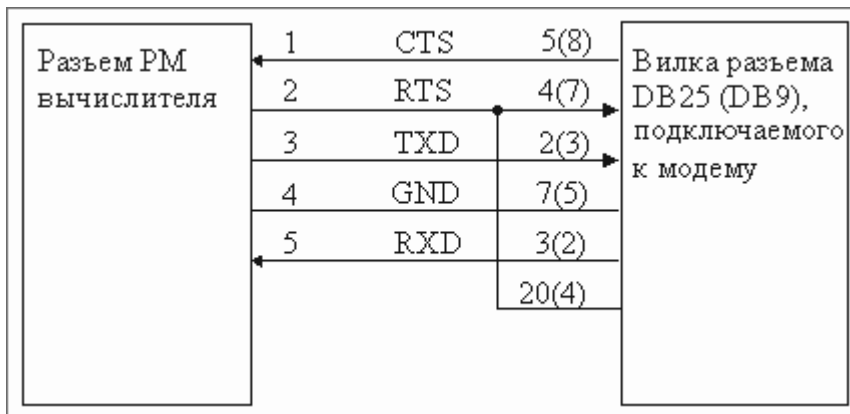 Разъем РМ
вычислителя
1 CTS 5(8)
2 RTS 4(7)
3 TXD 2(3)
4 GND 7(5)
5 RXD 3(2)
20(4)
Вилка разъема
DB25 (DB9),
подключаемого
к модему